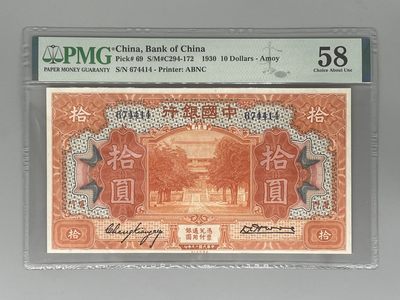 PMG
PAPER MONEY GUARANTY
China, Bank of China
Pick# 69 S/M#C294-172 1930 10 Dollars - Amoy
S/N 674414 - Printer: ABNC
58
Choice About Unc
拾
行銀國中
拾
674414
674414
拾圓
拾圓
拾
拾